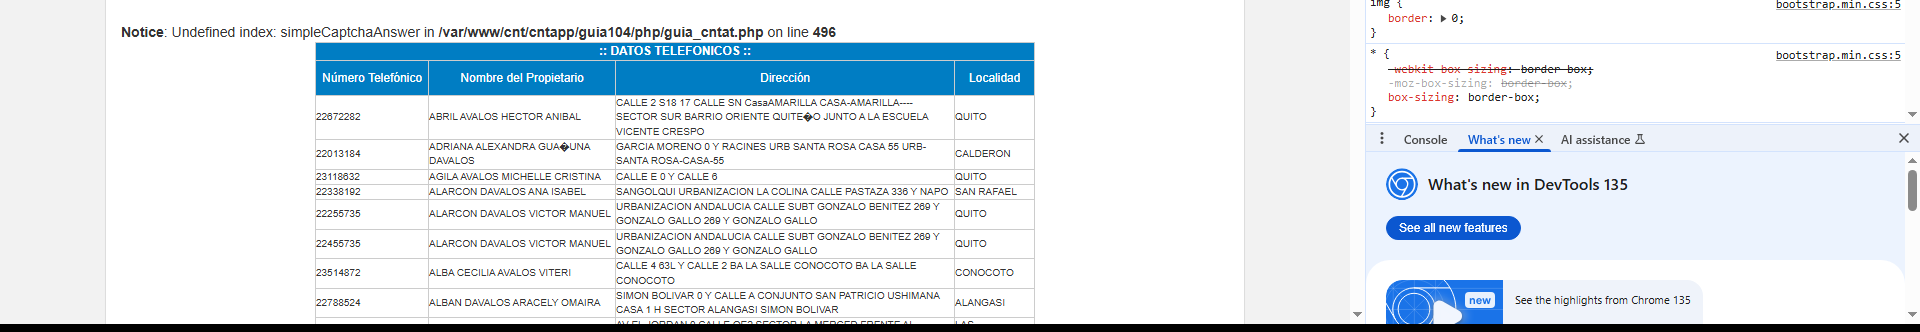 Notice: Undefined index: simpleCaptchaAnswer in /var/www/cnt/cntapp/guia104/php/guia_cntat.php on line 496
:: DATOS TELEFONICOS ::
Número Telefónico Nombre del Propietario Dirección Localidad
22672282 ABRIL AVALOS HECTOR ANIBAL CALLE 2 S18 17 CALLE SN CasaAMARILLA CASA-AMARILLA----
SECTOR SUR BARRIO ORIENTE QUITE�O JUNTO A LA ESCUELA
VICENTE CRESPO QUITO
22013184 ADRIANA ALEXANDRA GUA�UNA
DAVALOS GARCIA MORENO 0 Y RACINES URB SANTA ROSA CASA 55 URB-
SANTA ROSA-CASA-55 CALDERON
23118632 AGILA AVALOS MICHELLE CRISTINA CALLE E 0 Y CALLE 6 QUITO
22338192 ALARCON DAVALOS ANA ISABEL SANGOLQUI URBANIZACION LA COLINA CALLE PASTAZA 336 Y NAPO SAN RAFAEL
22255735 ALARCON DAVALOS VICTOR MANUEL URBANIZACION ANDALUCIA CALLE SUBT GONZALO BENITEZ 269 Y
GONZALO GALLO 269 Y GONZALO GALLO QUITO
22455735 ALARCON DAVALOS VICTOR MANUEL URBANIZACION ANDALUCIA CALLE SUBT GONZALO BENITEZ 269 Y
GONZALO GALLO 269 Y GONZALO GALLO QUITO
23514872 ALBA CECILIA AVALOS VITERI CALLE 4 63L Y CALLE 2 BA LA SALLE CONOCOTO BA LA SALLE
CONOCOTO CONOCOTO
22788524 ALBAN DAVALOS ARACELY OMAIRA SIMON BOLIVAR 0 Y CALLE A CONJUNTO SAN PATRICIO USHIMANA
CASA 1 H SECTOR ALANGASI SIMON BOLIVAR ALANGASI
img { bootstrap.min.css:5
border: 0;
}
* { bootstrap.min.css:5
-webkit-box-sizing: border-box;
-moz-box-sizing: border-box;
box-sizing: border-box;
}
Console What's new AI assistance
What's new in DevTools 135
See all new features
new See the highlights from Chrome 135